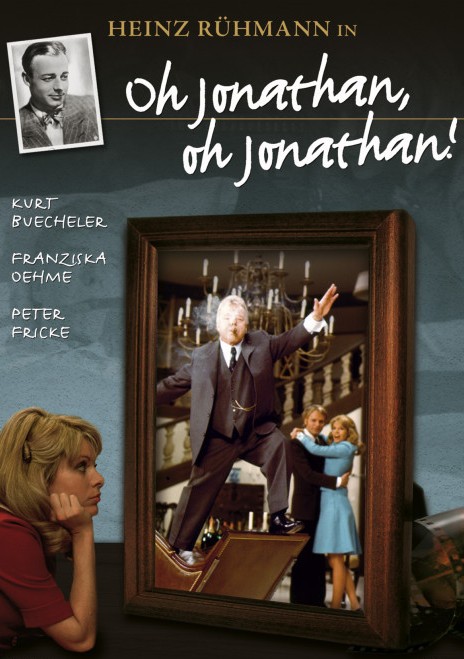 HEINZ RÜHMANN IN
Oh Jonathan,
oh Jonathan!
KURT
BUECHELER
FRANZISKA
OEHME
PETER
FRICKE